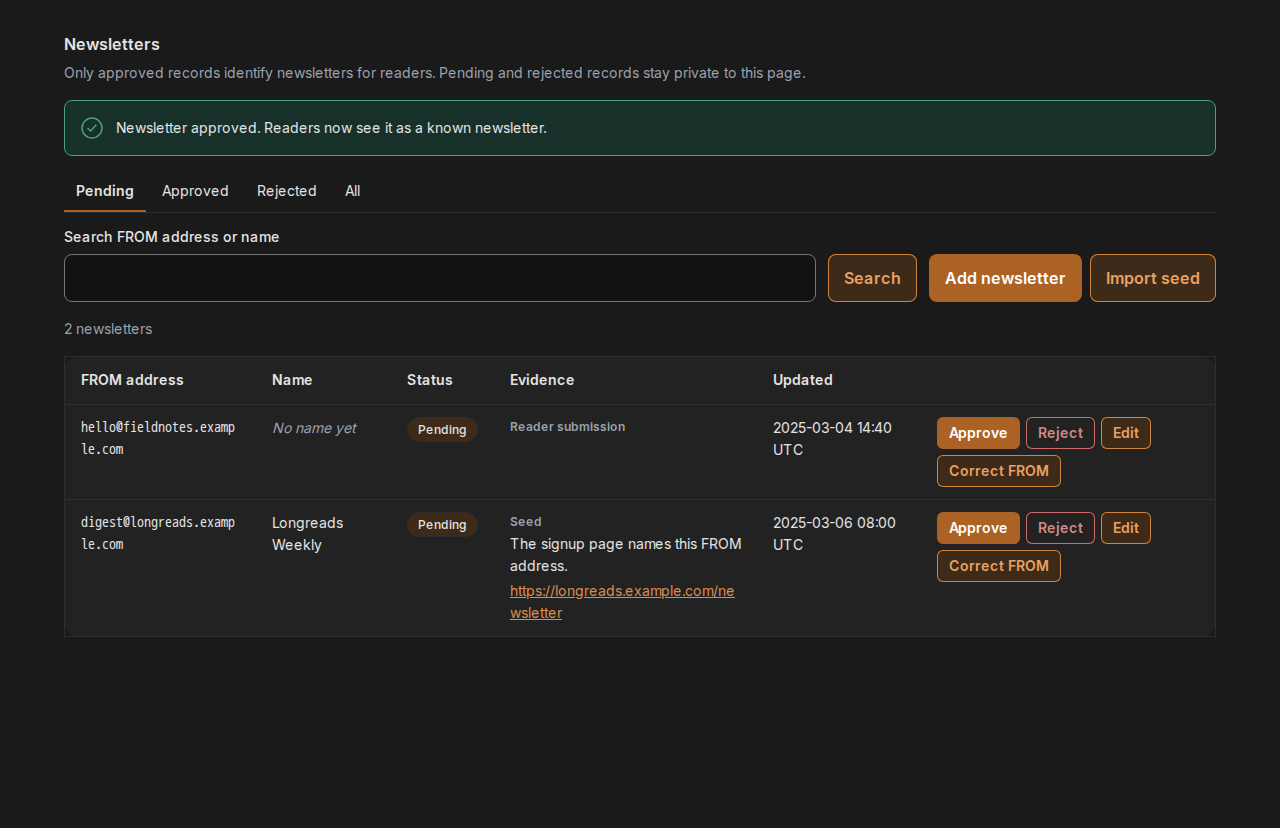 Newsletters
Only approved records identify newsletters for readers. Pending and rejected records stay private to this page.
Newsletter approved. Readers now see it as a known newsletter.
Pending Approved Rejected All
Search FROM address or name
Search Add newsletter Import seed
2 newsletters
FROM address Name Status Evidence Updated
hello@fieldnotes.examp
le.com
No name yet
Pending
Reader submission
2025-03-04 14:40
UTC
Approve Reject Edit
Correct FROM
digest@longreads.examp
le.com
Longreads
Weekly
Pending
Seed
The signup page names this FROM
address.
https://longreads.example.com/ne
wsletter
2025-03-06 08:00
UTC
Approve Reject Edit
Correct FROM